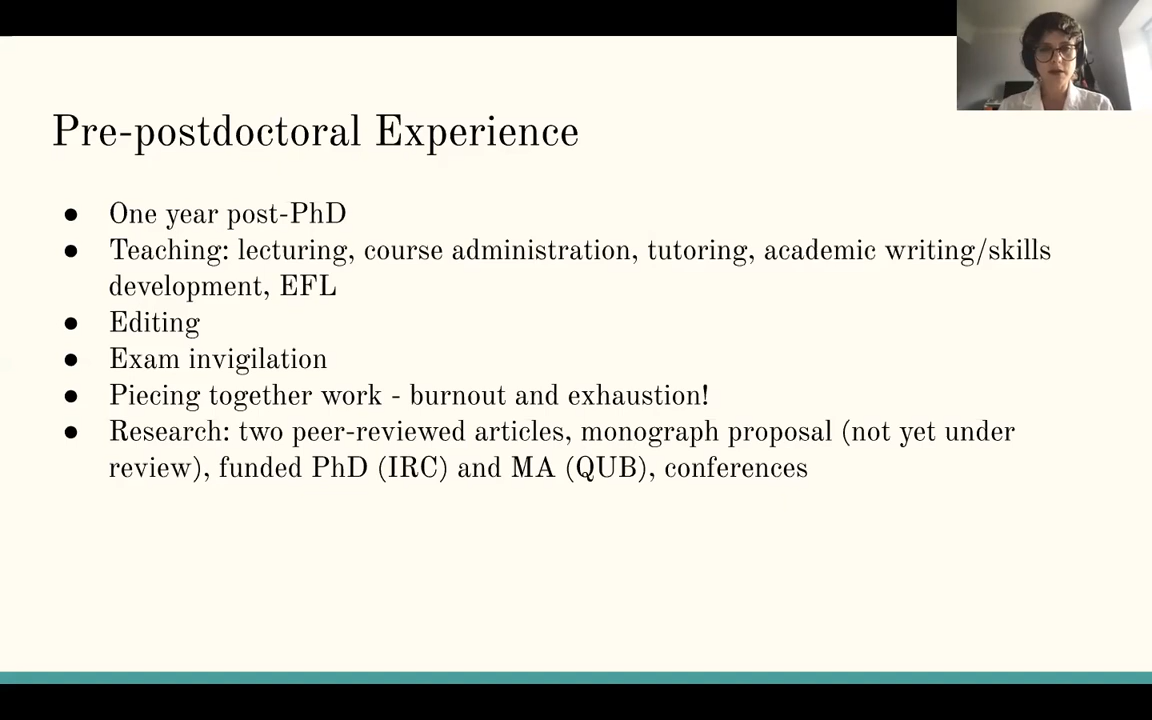 Pre-postdoctoral Experience
● One year post-PhD
● Teaching: lecturing, course administration, tutoring, academic writing/skills
development, EFL
● Editing
● Exam invigilation
● Piecing together work - burnout and exhaustion!
● Research: two peer-reviewed articles, monograph proposal (not yet under
review), funded PhD (IRC) and MA (QUB), conferences